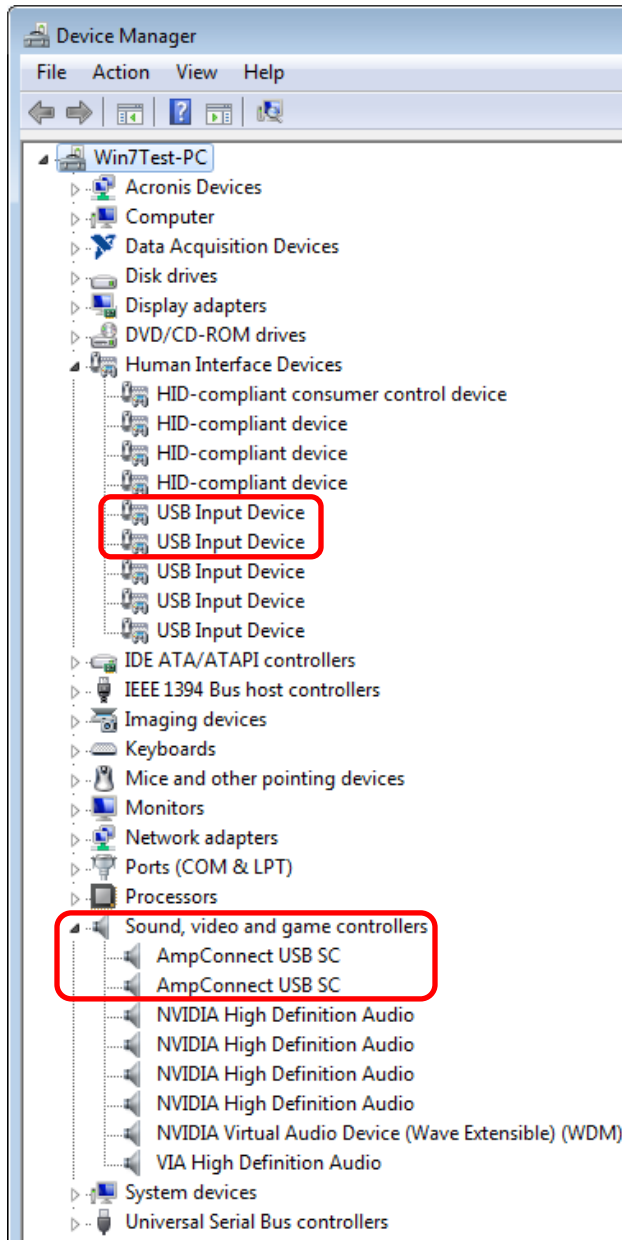 Device Manager
File Action View Help
Win7Test-PC
Acronis Devices
Computer
Data Acquisition Devices
Disk drives
Display adapters
DVD/CD-ROM drives
Human Interface Devices
HID-compliant consumer control device
HID-compliant device
HID-compliant device
HID-compliant device
USB Input Device
USB Input Device
USB Input Device
USB Input Device
USB Input Device
IDE ATA/ATAPI controllers
IEEE 1394 Bus host controllers
Imaging devices
Keyboards
Mice and other pointing devices
Monitors
Network adapters
Ports (COM & LPT)
Processors
Sound, video and game controllers
AmpConnect USB SC
AmpConnect USB SC
NVIDIA High Definition Audio
NVIDIA High Definition Audio
NVIDIA High Definition Audio
NVIDIA High Definition Audio
NVIDIA Virtual Audio Device (Wave Extensible) (WDM)
VIA High Definition Audio
System devices
Universal Serial Bus controllers